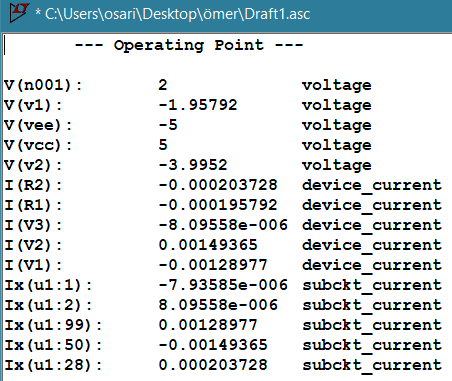 * C:\Users\osari\Desktop\ömer\Draft1.asc
--- Operating Point ---
V(n001): 2 voltage
V(v1): -1.95792 voltage
V(vee): -5 voltage
V(vcc): 5 voltage
V(v2): -3.9952 voltage
I(R2): -0.000203728 device_current
I(R1): -0.000195792 device_current
I(V3): -8.09558e-006 device_current
I(V2): 0.00149365 device_current
I(V1): -0.00128977 device_current
Ix(u1:1): -7.93585e-006 subckt_current
Ix(u1:2): 8.09558e-006 subckt_current
Ix(u1:99): 0.00128977 subckt_current
Ix(u1:50): -0.00149365 subckt_current
Ix(u1:28): 0.000203728 subckt_current